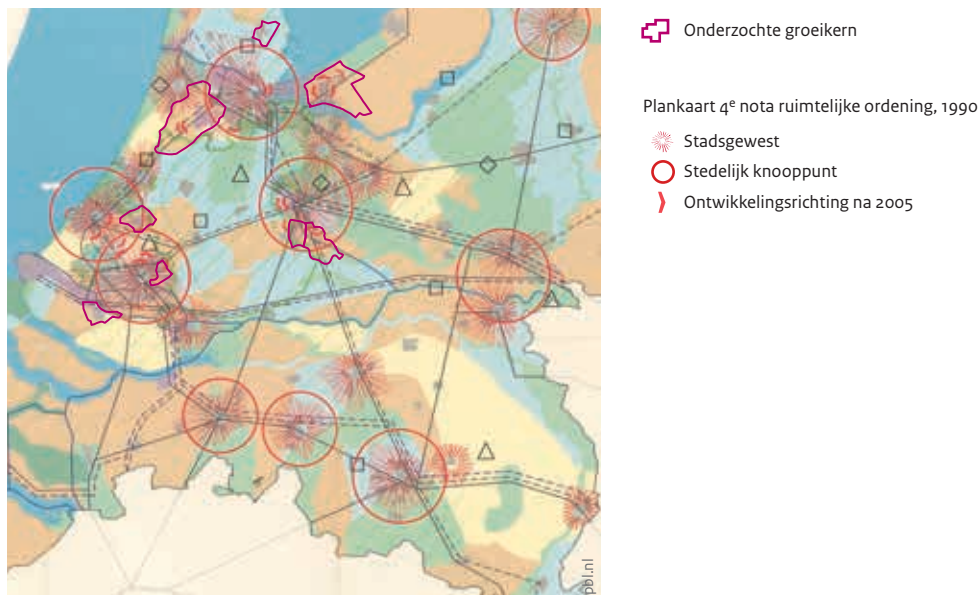 Onderzochte groeikern
Plankaart 4ᵉ nota ruimtelijke ordening, 1990
Stadsgewest
Stedelijk knooppunt
Ontwikkelingsrichting na 2005
pbl.nl